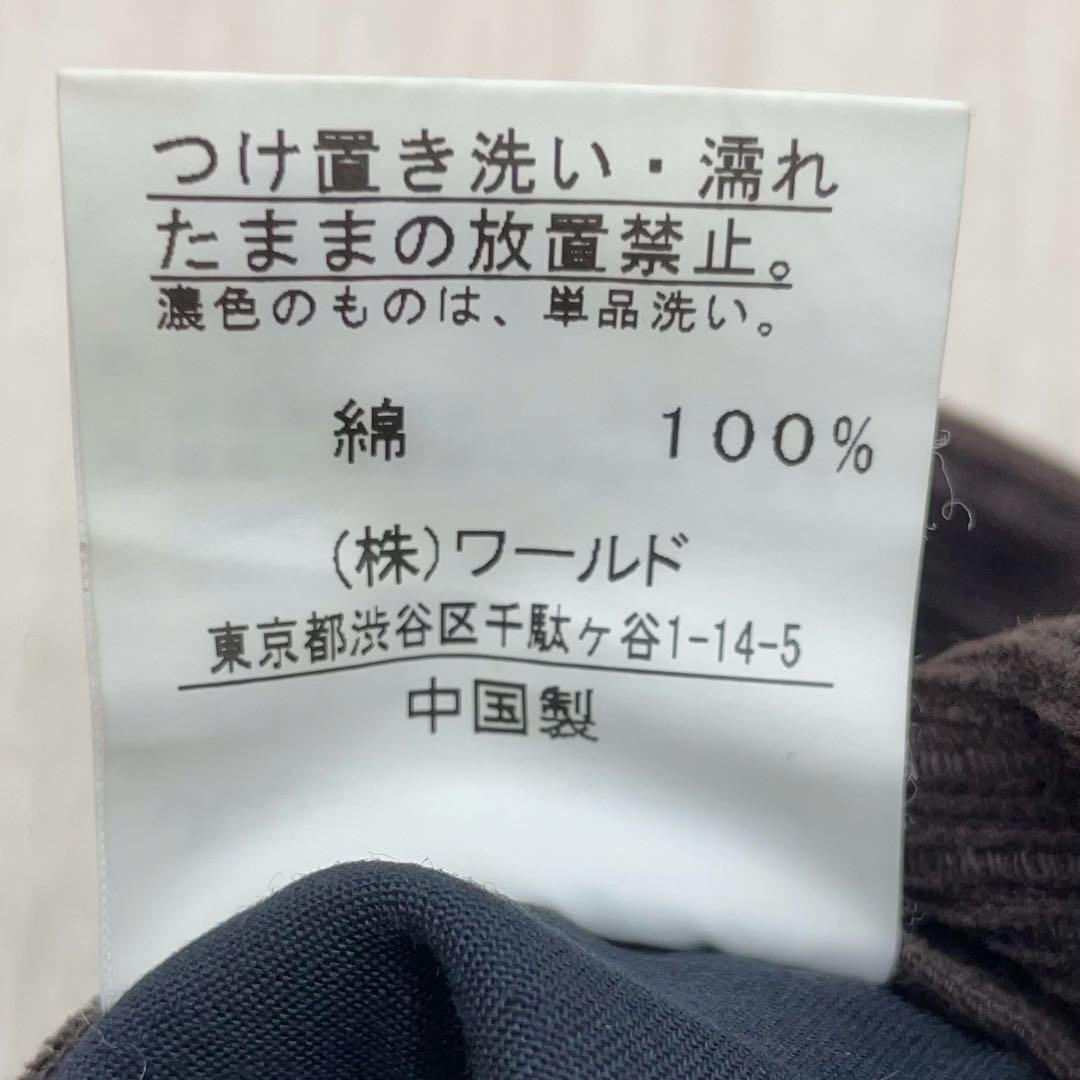 つけ置き洗い・濡れ
たままの放置禁止。
濃色のものは、単品洗い。
綿 100%
(株)ワールド
東京都渋谷区千駄ヶ谷1-14-5
中国製